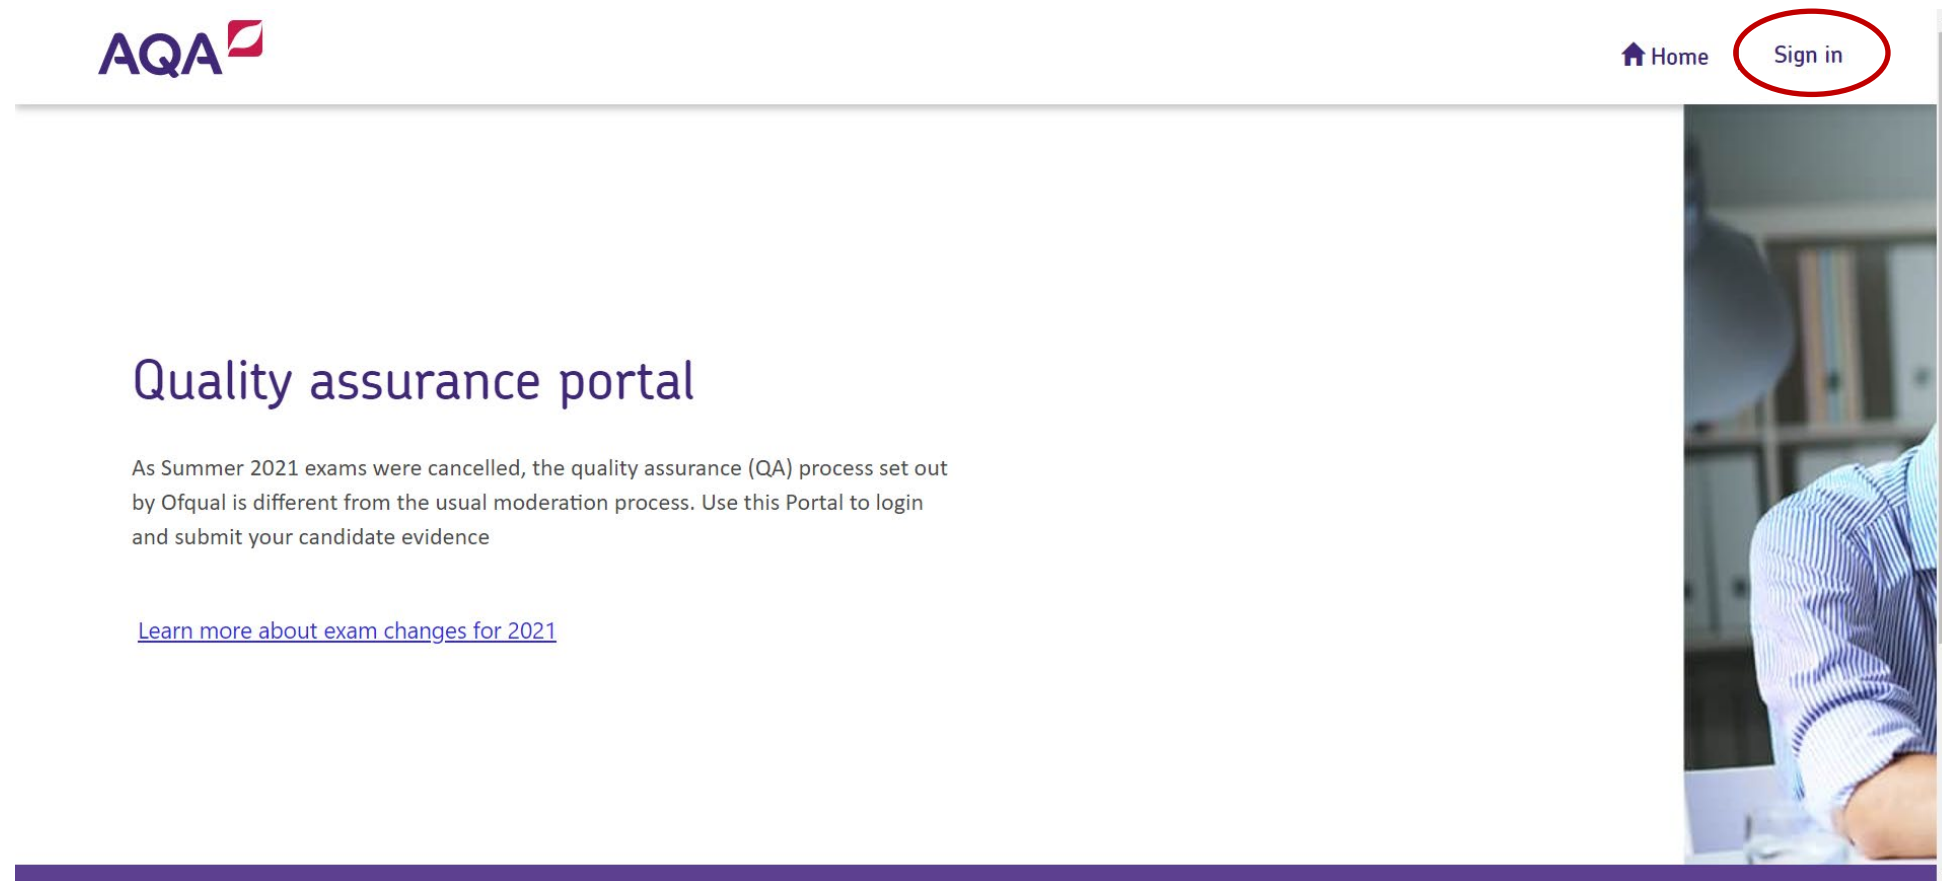 AQA
Home
Sign in
Quality assurance portal
As Summer 2021 exams were cancelled, the quality assurance (QA) process set out
by Ofqual is different from the usual moderation process. Use this Portal to login
and submit your candidate evidence
Learn more about exam changes for 2021